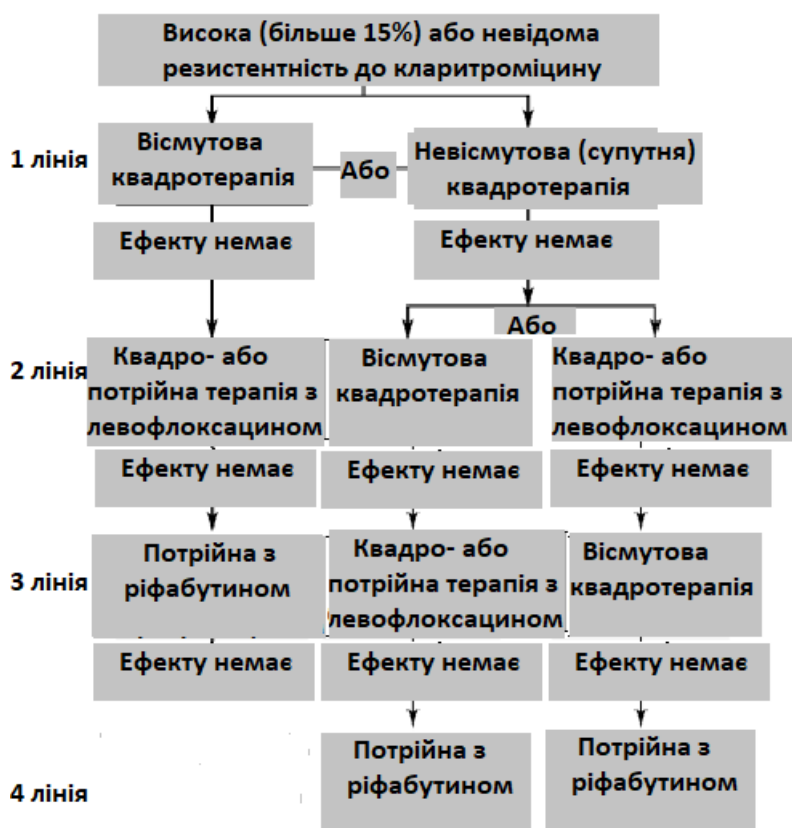 Висока (більше 15%) або невідома
резистентність до кларитроміцину
1 лінія
Вісмутова
квадротерапія
Або
Невісмутова (супутня)
квадротерапія
Ефекту немає
Ефекту немає
Або
2 лінія
Квадро- або
потрійна терапія з
левофлоксацином
Вісмутова
квадротерапія
Квадро- або
потрійна терапія з
левофлоксацином
Ефекту немає
Ефекту немає
Ефекту немає
3 лінія
Потрійна з
ріфабутином
Квадро- або
потрійна терапія з
левофлоксацином
Вісмутова
квадротерапія
Ефекту немає
Ефекту немає
Ефекту немає
4 лінія
Потрійна з
ріфабутином
Потрійна з
ріфабутином